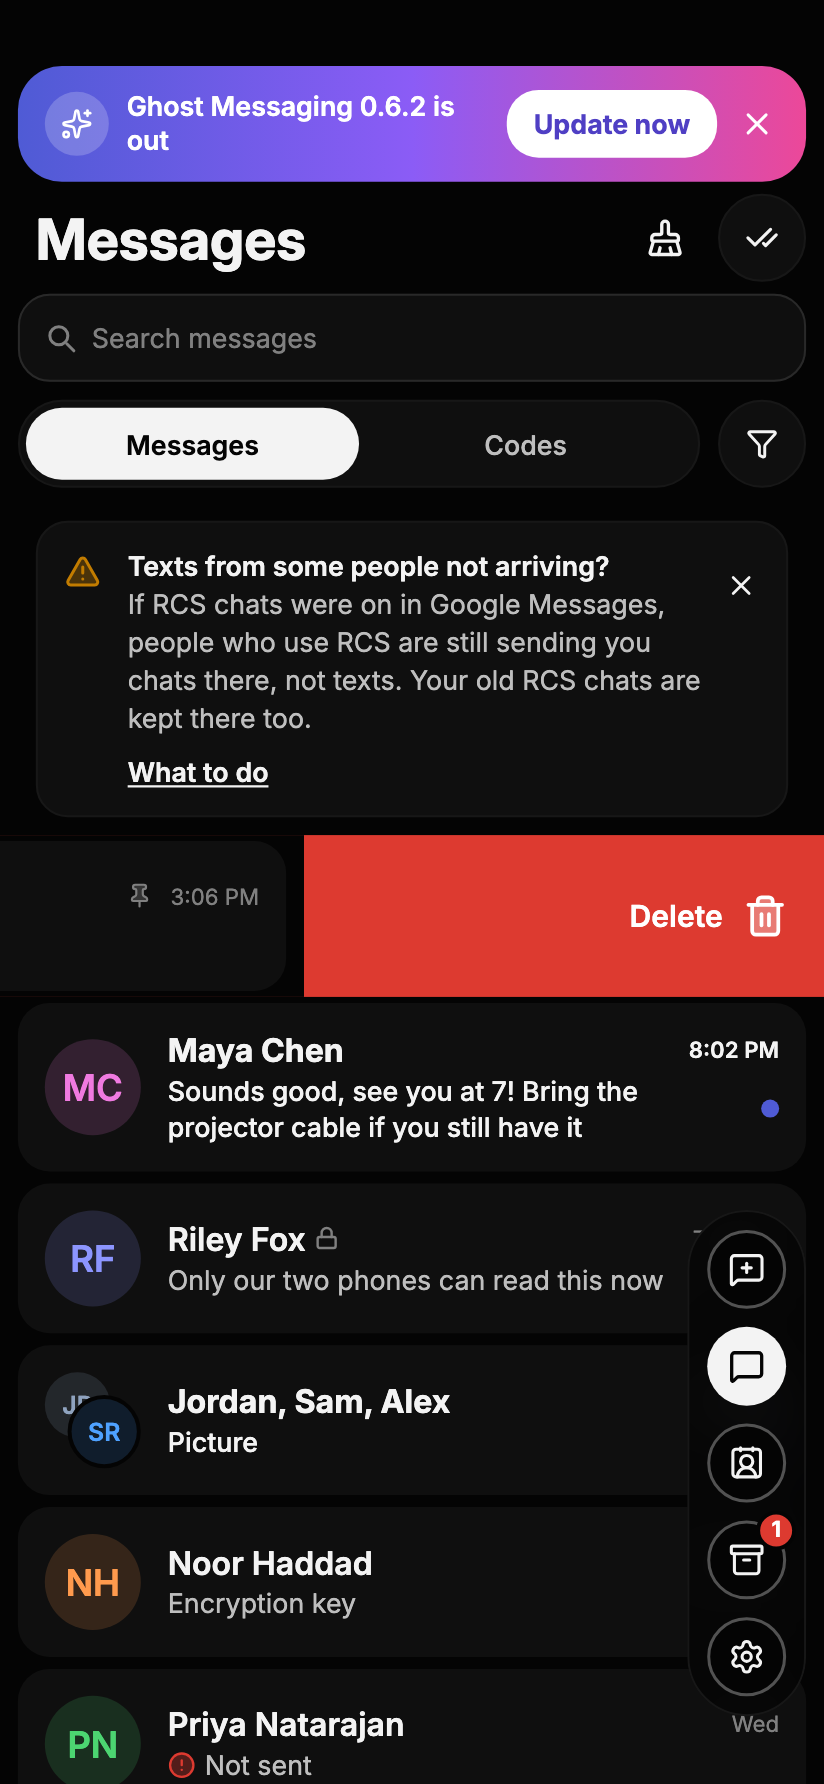 Ghost Messaging 0.6.2 is
out
Update now
Messages
Search messages
Messages
Codes
Texts from some people not arriving?
If RCS chats were on in Google Messages,
people who use RCS are still sending you
chats there, not texts. Your old RCS chats are
kept there too.
What to do
3:06 PM
Delete
MC
Maya Chen
8:02 PM
Sounds good, see you at 7! Bring the
projector cable if you still have it
RF
Riley Fox
Only our two phones can read this now
SR
Jordan, Sam, Alex
Picture
NH
Noor Haddad
Encryption key
1
PN
Priya Natarajan
Wed
Not sent